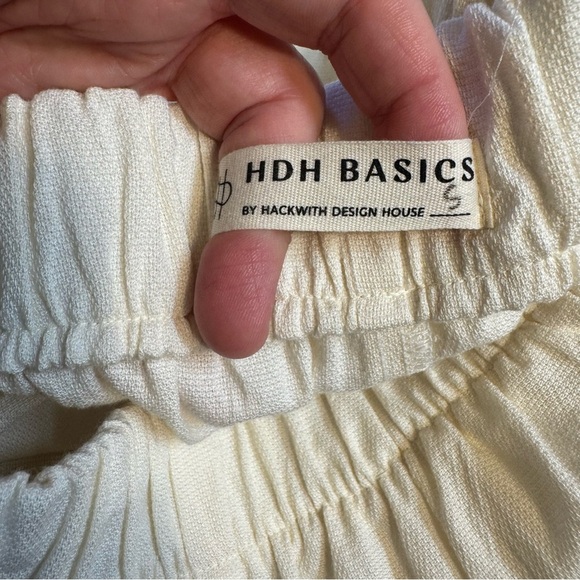 HDH BASICS
BY HACKWITH DESIGN HOUSE S